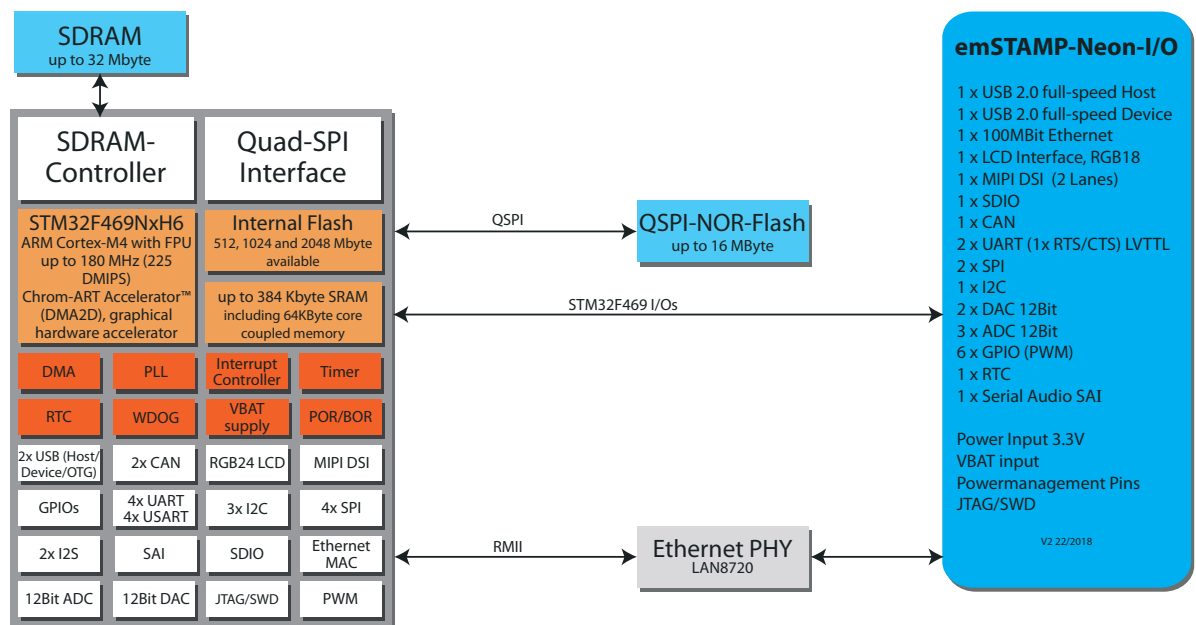 SDRAM
up to 32 Mbyte
SDRAM-
Controller
Quad-SPI
Interface
STM32F469NxH6
ARM Cortex-M4 with FPU
up to 180 MHz (225
DMIPS)
Chrom-ART Accelerator™
(DMA2D), graphical
hardware accelerator
Internal Flash
512, 1024 and 2048 Mbyte
available
up to 384 Kbyte SRAM
including 64KByte core
coupled memory
DMA
PLL
Interrupt
Controller
Timer
RTC
WDOG
VBAT
supply
POR/BOR
2x USB (Host/
Device/OTG)
2x CAN
RGB24 LCD
MIPI DSI
GPIOs
4x UART
4x USART
3x I2C
4x SPI
2x I2S
SAI
SDIO
Ethernet
MAC
12Bit ADC
12Bit DAC
JTAG/SWD
PWM
QSPI
QSPI-NOR-Flash
up to 16 MByte
STM32F469 I/Os
RMII
Ethernet PHY
LAN8720
emSTAMP-Neon-I/O
1 x USB 2.0 full-speed Host
1 x USB 2.0 full-speed Device
1 x 100MBit Ethernet
1 x LCD Interface, RGB18
1 x MIPI DSI (2 Lanes)
1 x SDIO
1 x CAN
2 x UART (1x RTS/CTS) LVTTL
2 x SPI
1 x I2C
2 x DAC 12Bit
3 x ADC 12Bit
6 x GPIO (PWM)
1 x RTC
1 x Serial Audio SAI
Power Input 3.3V
VBAT input
Powermanagement Pins
JTAG/SWD
V2 22/2018